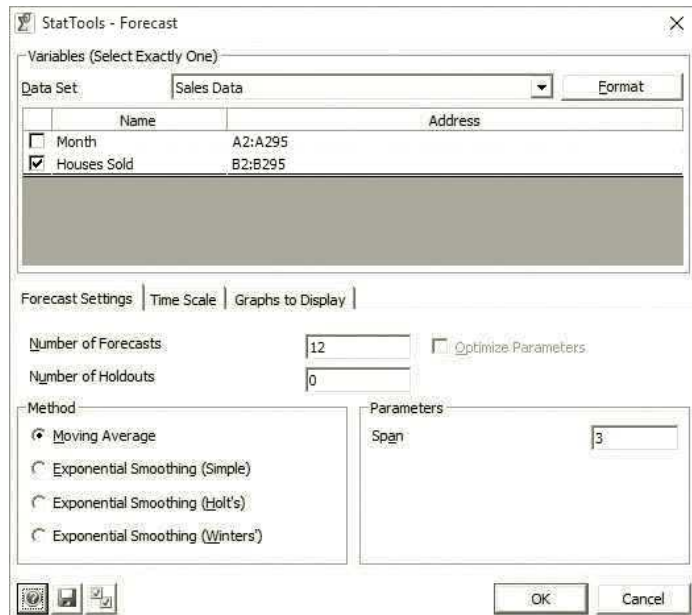 StatTools - Forecast
Variables (Select Exactly One)
Data Set Sales Data Format
Name Address
Month A2:A295
Houses Sold B2:B295
Forecast Settings Time Scale Graphs to Display
Number of Forecasts 12 Optimize Parameters
Number of Holdouts 0
Method Parameters
Moving Average Span 3
Exponential Smoothing (Simple)
Exponential Smoothing (Holt's)
Exponential Smoothing (Winters')
OK Cancel